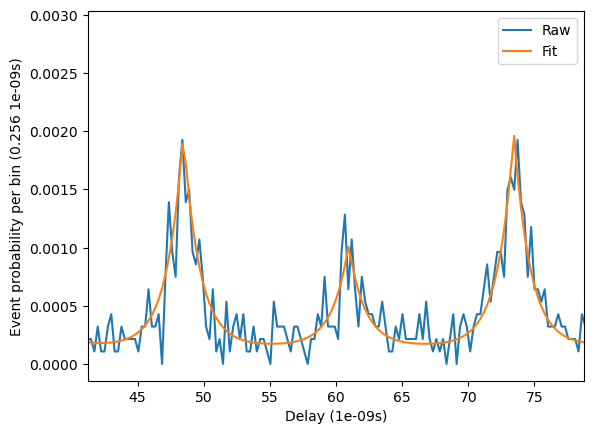 0.0030
0.0025
0.0020
0.0015
0.0010
0.0005
0.0000
Event probability per bin (0.256 1e-09s)
Raw
Fit
45 50 55 60 65 70 75
Delay (1e-09s)